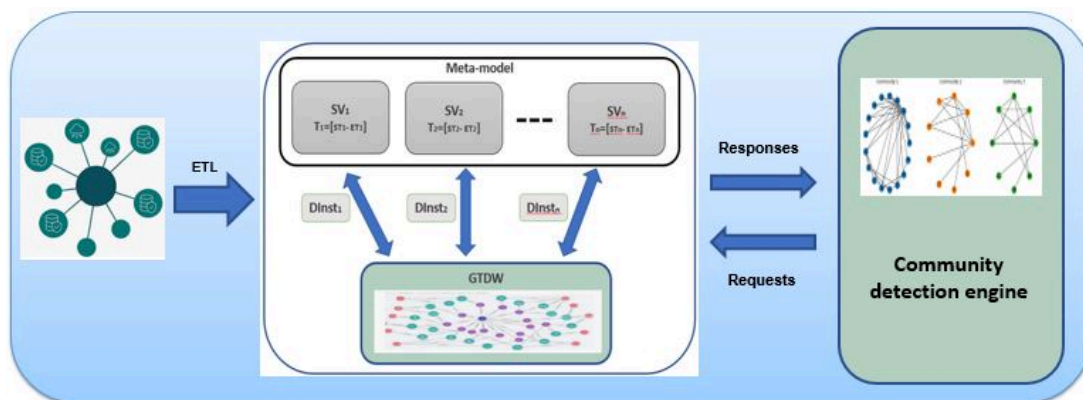 Meta-model
SV₁
T₁=[ST₁- ET₁]
SV₂
T₂=[ST₂- ET₂]
SVₙ
Tₙ=[STₙ- ETₙ]
ETL
DInst₁
DInst₂
DInstₙ
GTDW
Responses
Requests
Community
detection engine